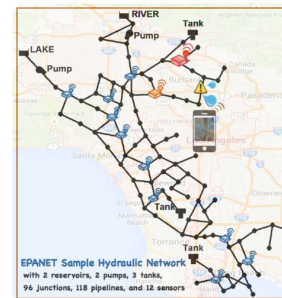 RIVER
Tank
Pump
LAKE
Pump
Burbank
Pasadena
Los Angeles
Santa Monica
Downey
Tank
Torrance
Tank
EPANET Sample Hydraulic Network
with 2 reservoirs, 2 pumps, 3 tanks,
96 junctions, 118 pipelines, and 12 sensors